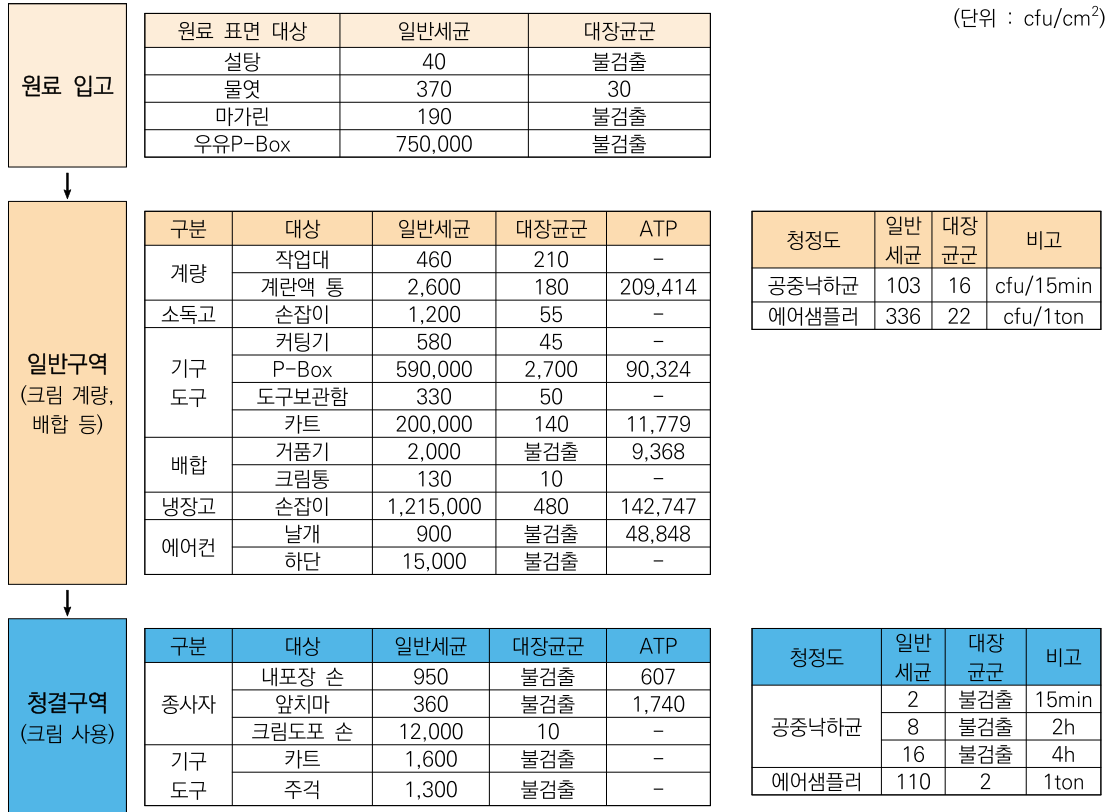 (단위 : cfu/cm²)
원료 입고
원료 표면 대상 일반세균 대장균군
설탕 40 불검출
물엿 370 30
마가린 190 불검출
우유P-Box 750,000 불검출
일반구역
(크림 계량,
배합 등)
구분 대상 일반세균 대장균군 ATP
계량 작업대 460 210 -
계란액 통 2,600 180 209,414
소독고 손잡이 1,200 55 -
기구
도구
커팅기 580 45 -
P-Box 590,000 2,700 90,324
도구보관함 330 50 -
카트 200,000 140 11,779
배합 거품기 2,000 불검출 9,368
크림통 130 10 -
냉장고 손잡이 1,215,000 480 142,747
에어컨 날개 900 불검출 48,848
하단 15,000 불검출 -
청정도 일반
세균 대장
균군 비고
공중낙하균 103 16 cfu/15min
에어샘플러 336 22 cfu/1ton
청결구역
(크림 사용)
구분 대상 일반세균 대장균군 ATP
종사자 내포장 손 950 불검출 607
앞치마 360 불검출 1,740
크림도포 손 12,000 10 -
기구
도구
카트 1,600 불검출 -
주걱 1,300 불검출 -
청정도 일반
세균 대장
균군 비고
공중낙하균 2 불검출 15min
8 불검출 2h
16 불검출 4h
에어샘플러 110 2 1ton